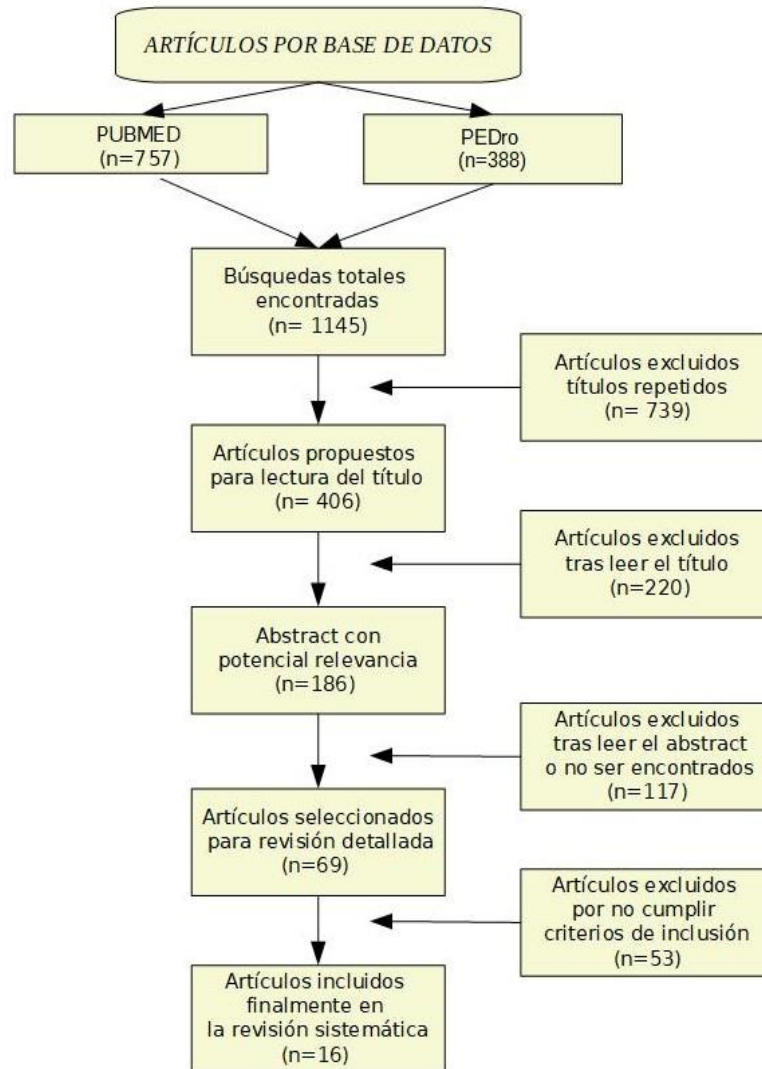 ARTÍCULOS POR BASE DE DATOS
PUBMED
(n=757)
PEDro
(n=388)
Búsquedas totales
encontradas
(n= 1145)
Artículos excluidos
títulos repetidos
(n= 739)
Artículos propuestos
para lectura del título
(n= 406)
Artículos excluidos
tras leer el título
(n=220)
Abstract con
potencial relevancia
(n=186)
Artículos excluidos
tras leer el abstract
o no ser encontrados
(n=117)
Artículos seleccionados
para revisión detallada
(n=69)
Artículos excluidos
por no cumplir
criterios de inclusión
(n=53)
Artículos incluidos
finalmente en
la revisión sistemática
(n=16)